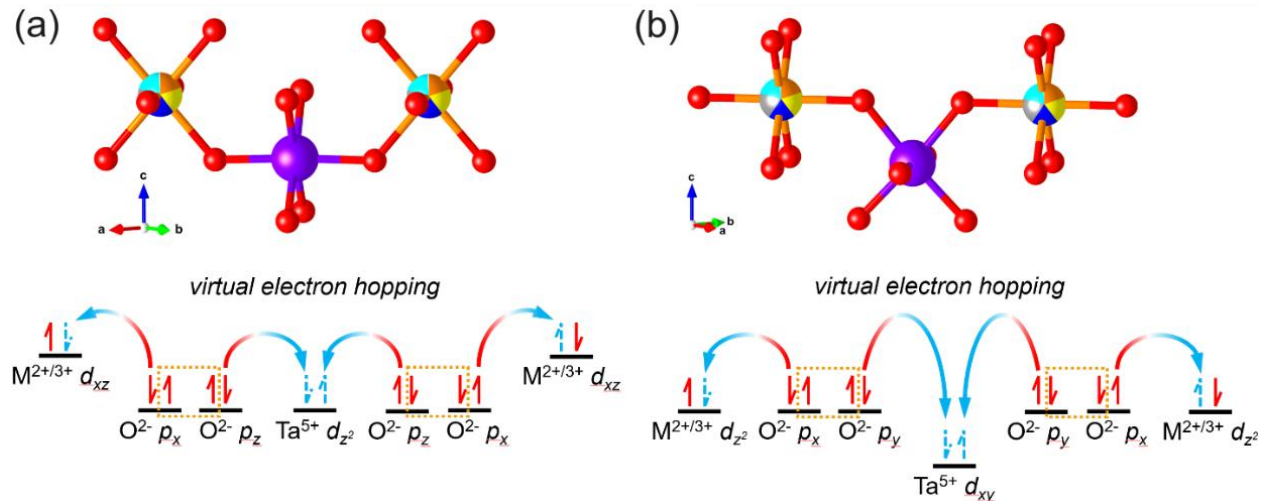 (a)
(b)
c
a
b
c
b
a
virtual electron hopping
virtual electron hopping
M2+/3+ dxz
O2- px
O2- pz
Ta5+ dz2
O2- pz
O2- px
M2+/3+ dxz
M2+/3+ dz2
O2- px
O2- py
Ta5+ dxy
O2- py
O2- px
M2+/3+ dz2